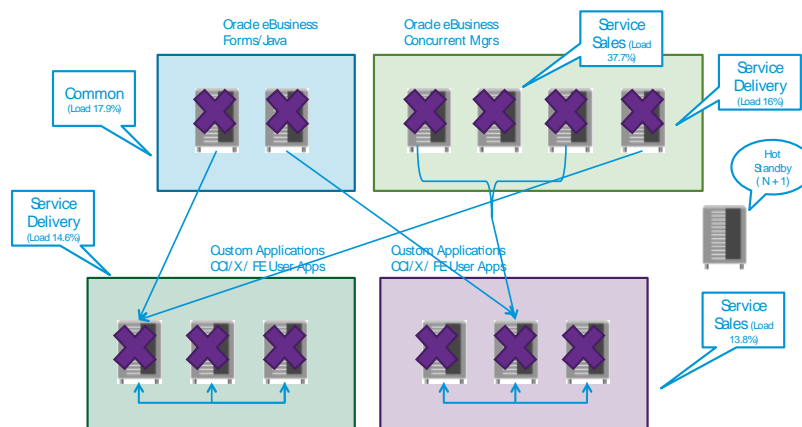 Oracle eBusiness
Forms/Java
Oracle eBusiness
Concurrent Mgrs
Service
Sales (Load
37.7%)
Common
(Load 17.9%)
Service
Delivery
(Load 16%)
Hot
Standby
( N + 1)
Service
Delivery
(Load 14.6%)
Custom Applications
CCI/X / FE User Apps
Custom Applications
CCI/X / FE User Apps
Service
Sales (Load
13.8%)